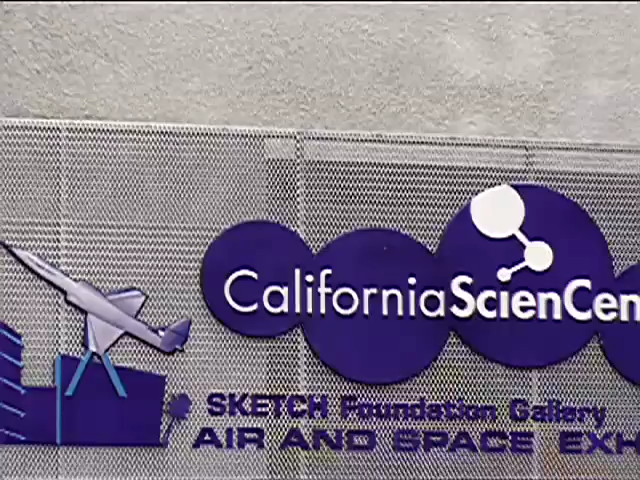 CaliforniaScienCen
SKETCH Foundation Gallery
AIR AND SPACE EXH